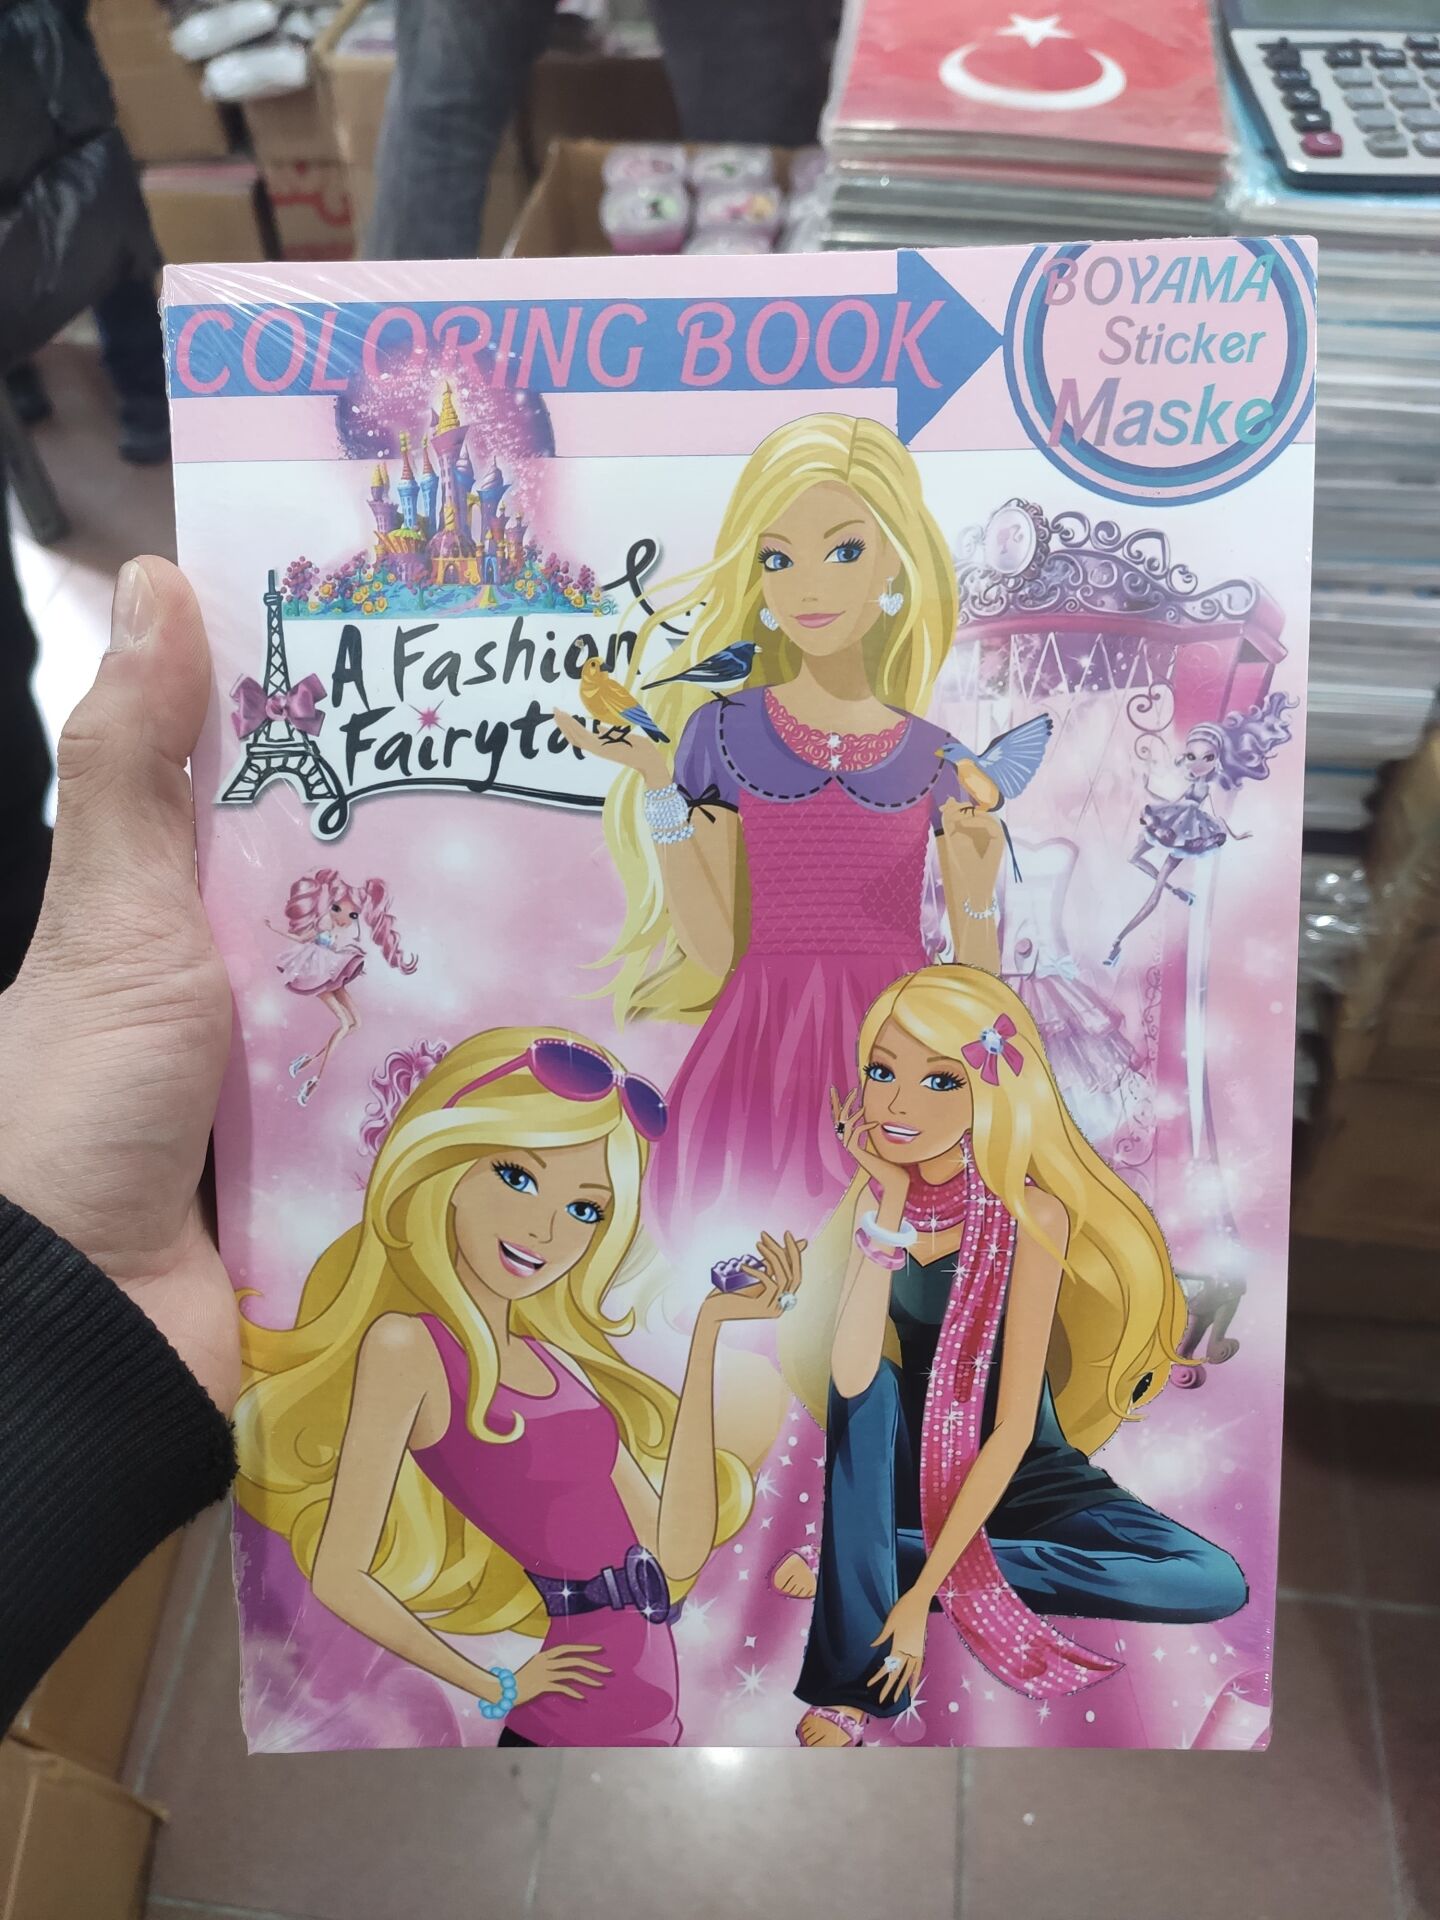 COLORING BOOK
BOYAMA
Sticker
Maske
A Fashion
Fairyta